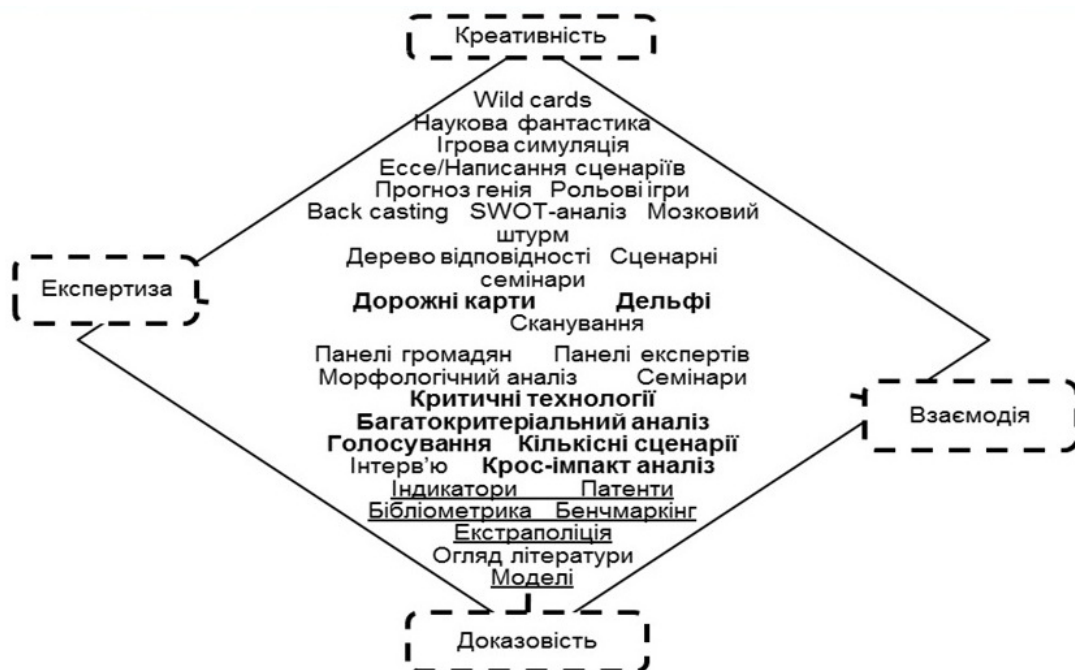 Креативність
Wild cards
Наукова фантастика
Ігрова симуляція
Ессе/Написання сценаріїв
Прогноз генія Рольові ігри
Back casting SWOT-аналіз Мозковий
штурм
Дерево відповідності Сценарні
семінари
Експертиза
Дорожні карти Дельфі
Сканування
Панелі громадян Панелі експертів
Морфологічний аналіз Семінари
Критичні технології
Взаємодія
Багатокритеріальний аналіз
Голосування Кількісні сценарії
Інтерв'ю Крос-імпакт аналіз
Індикатори Патенти
Бібліометрика Бенчмаркінг
Екстраполіція
Огляд літератури
Моделі
Доказовість